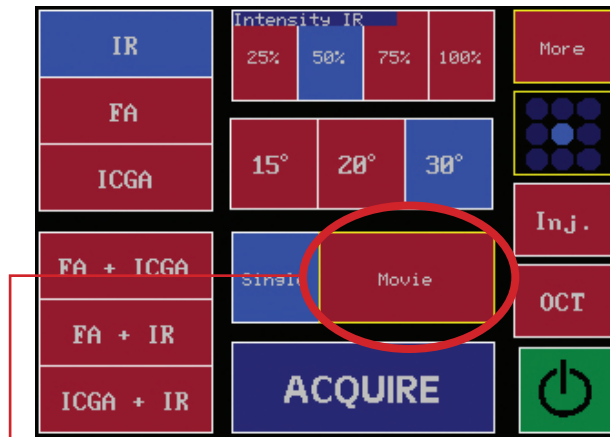 IR
FA
ICGA
FA + ICGA
FA + IR
ICGA + IR
Intensity IR
25% 50% 75% 100%
15° 20° 30°
Single Movie
ACQUIRE
More
Inj.
OCT